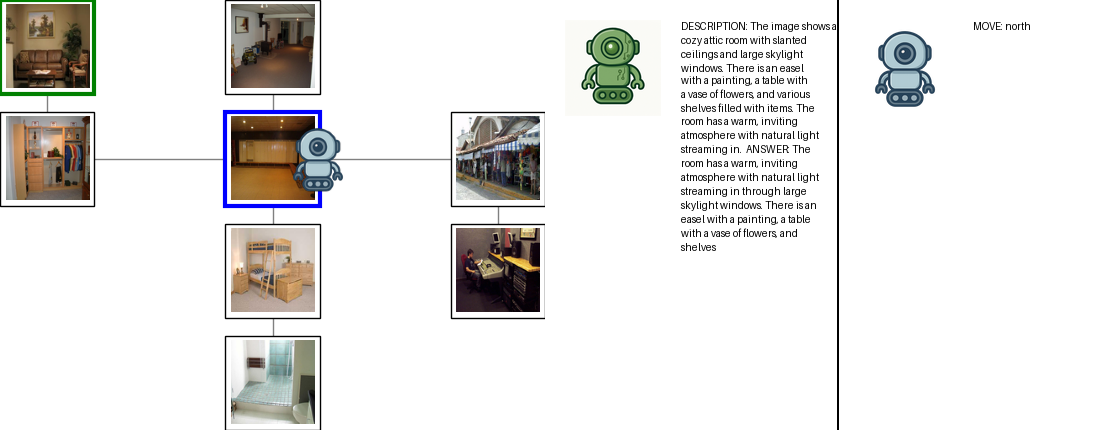 DESCRIPTION: The image shows a
cozy attic room with slanted
ceilings and large skylight
windows. There is an easel
with a painting, a table with
a vase of flowers, and various
shelves filled with items. The
room has a warm, inviting
atmosphere with natural light
streaming in. ANSWER: The
room has a warm, inviting
atmosphere with natural light
streaming in through large
skylight windows. There is an
easel with a painting, a table
with a vase of flowers, and
shelves
MOVE: north